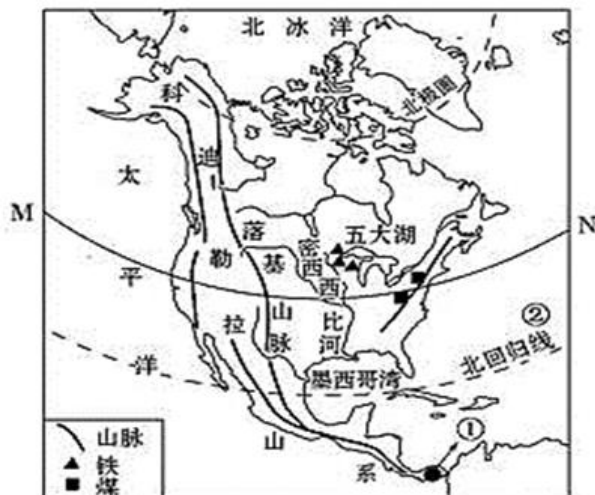 北冰洋
北极圈
科迪勒拉山系
太平洋
M
N
落基山脉
密西西比河
五大湖
②
北回归线
墨西哥湾
①
山脉
铁
煤